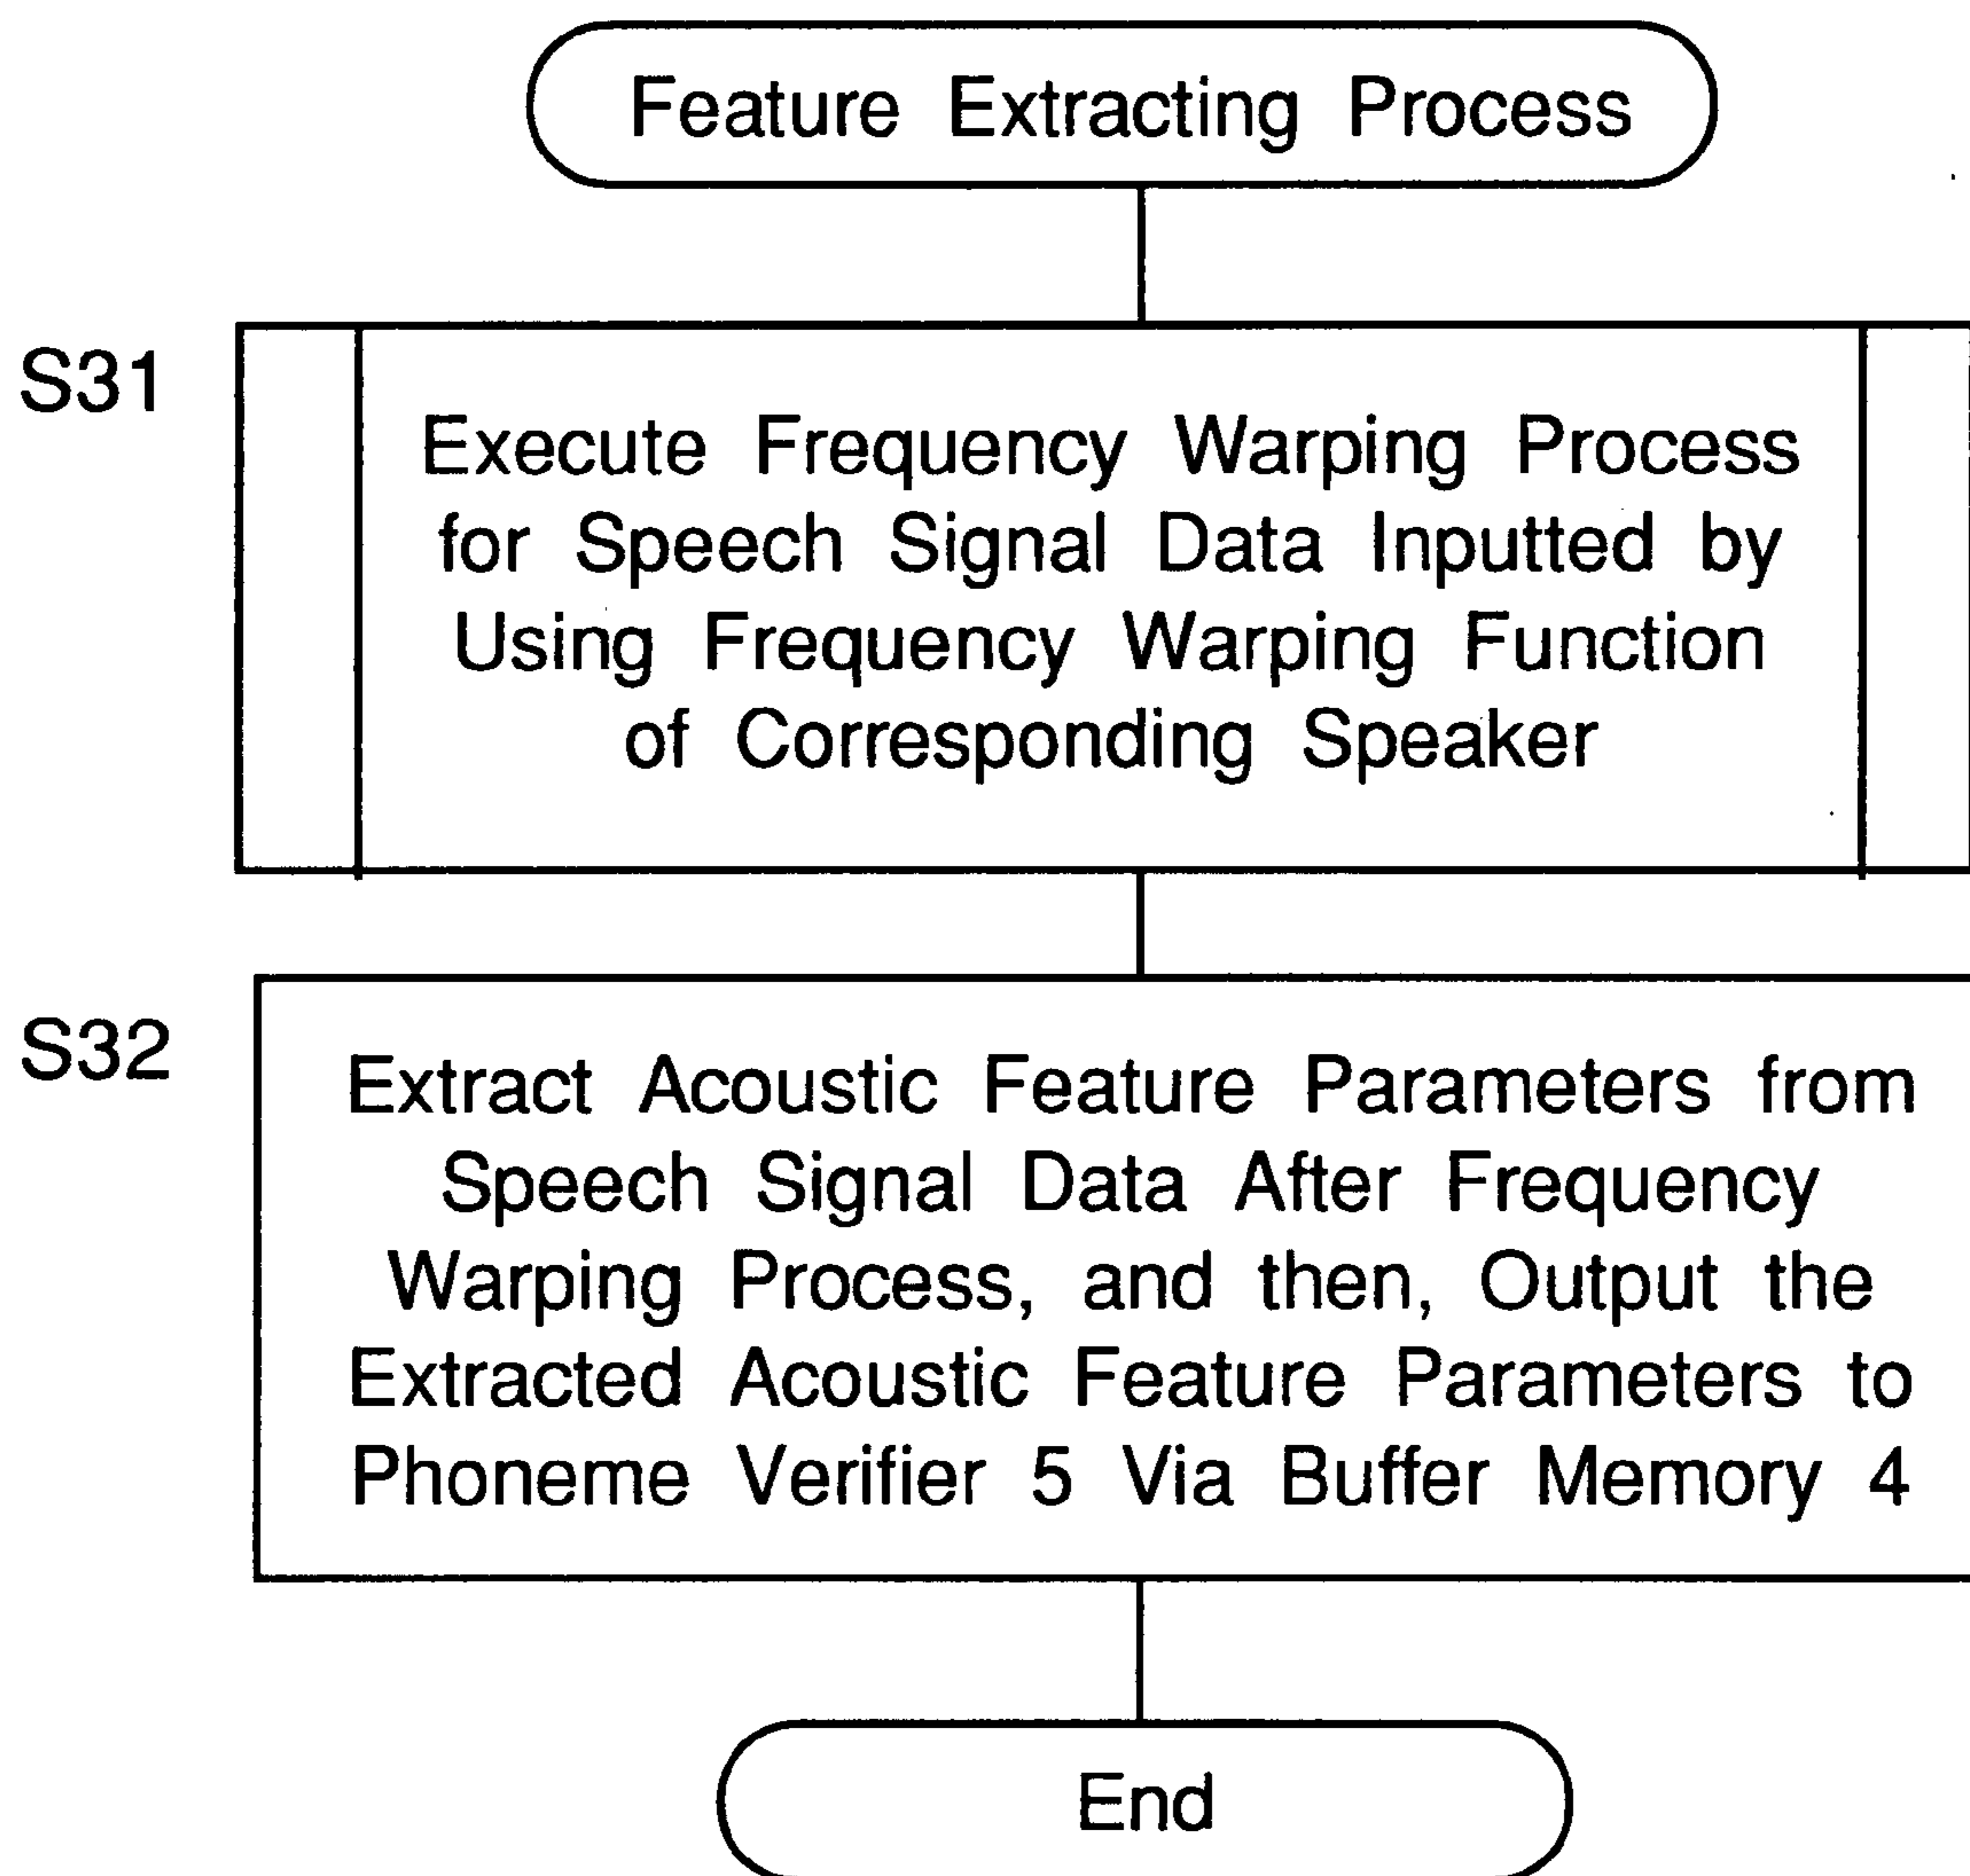 Feature Extracting Process
S31
Execute Frequency Warping Process
for Speech Signal Data Inputted by
Using Frequency Warping Function
of Corresponding Speaker
S32
Extract Acoustic Feature Parameters from
Speech Signal Data After Frequency
Warping Process, and then, Output the
Extracted Acoustic Feature Parameters to
Phoneme Verifier 5 Via Buffer Memory 4
End